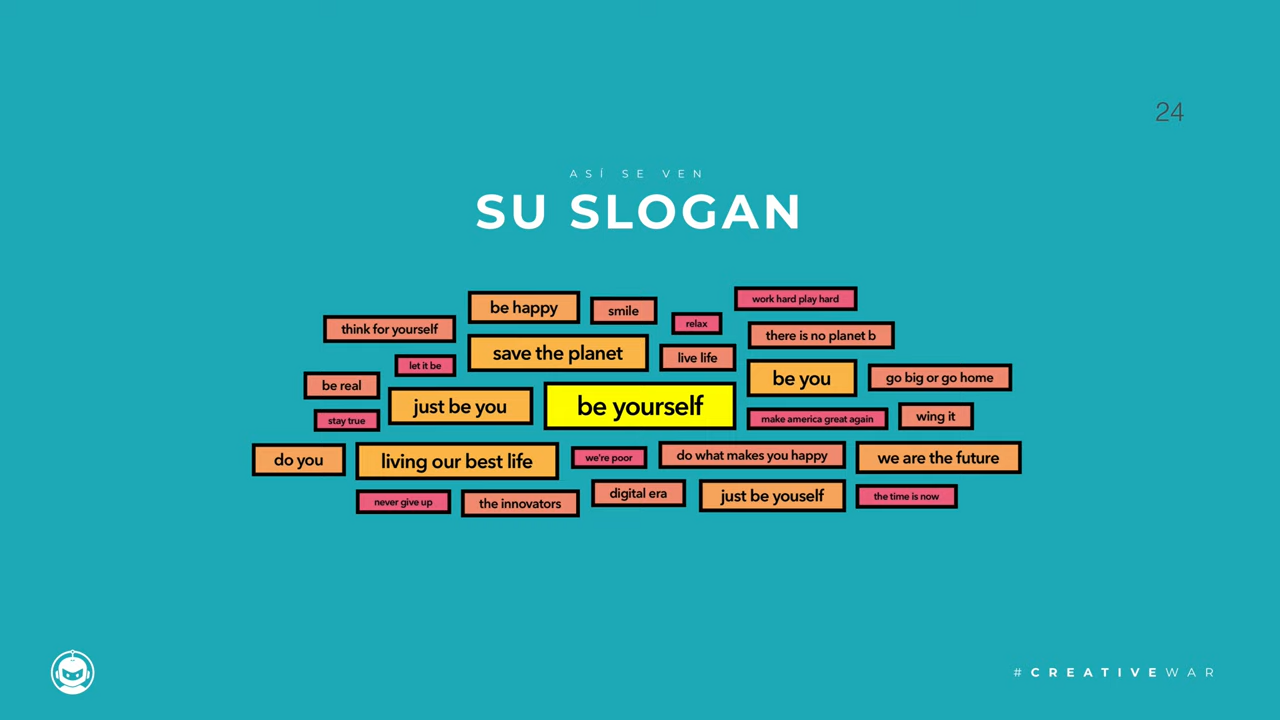 24
ASÍ SE VEN
SU SLOGAN
work hard play hard
be happy
smile
relax
think for yourself
there is no planet b
save the planet
live life
let it be
be you
go big or go home
be real
just be you
be yourself
stay true
make america great again
wing it
do you
living our best life
we're poor
do what makes you happy
we are the future
never give up
the innovators
digital era
just be youself
the time is now
#CREATIVEWAR